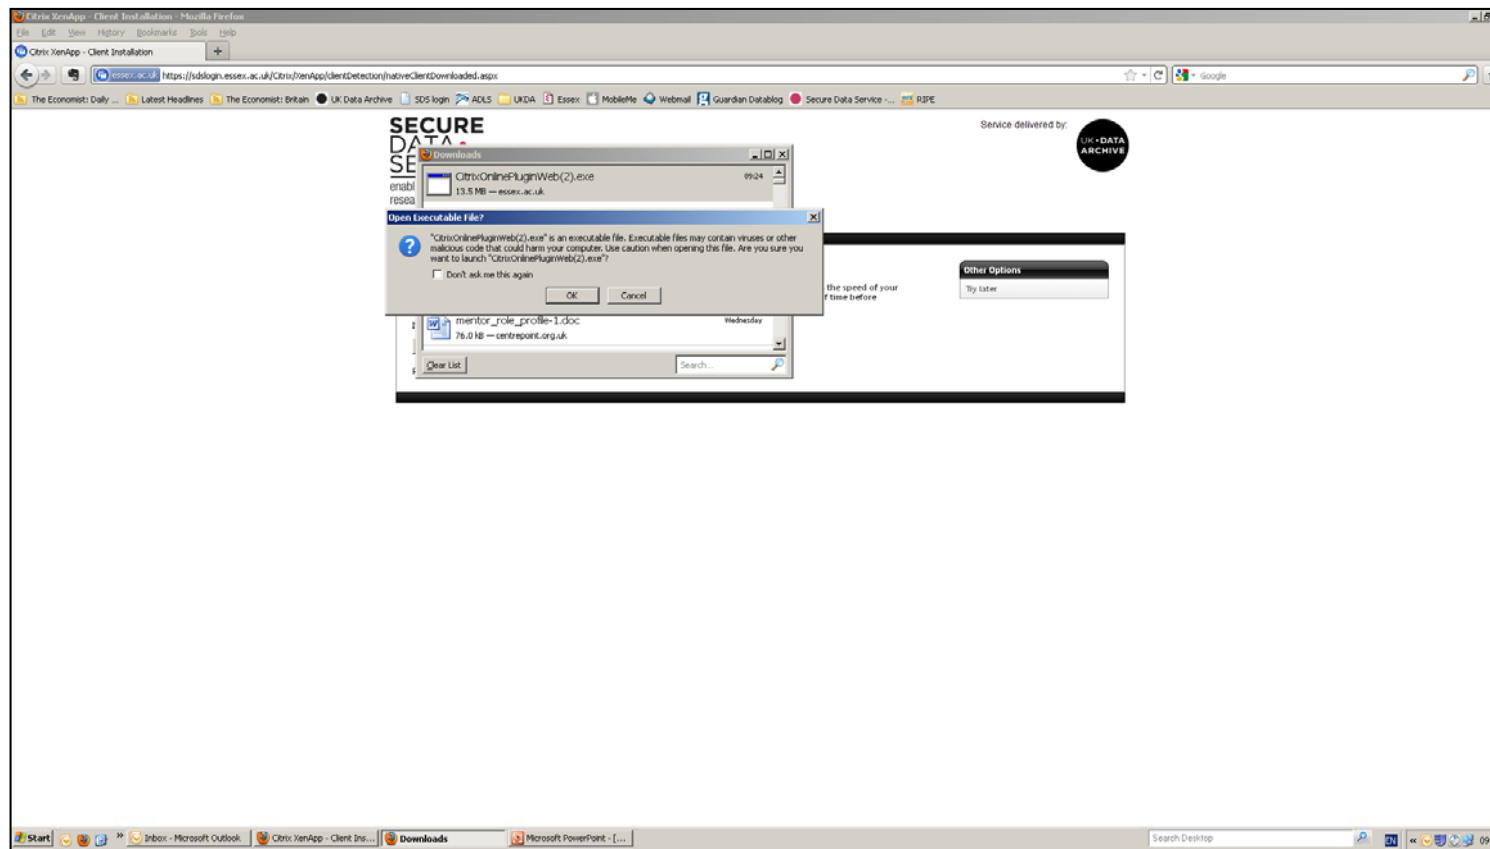 Citrix XenApp - Client Installation - Mozilla Firefox
File Edit View History Bookmarks Tools Help
Citrix XenApp - Client Installation
essex.ac.uk https://sdslogin.essex.ac.uk/Citrix/XenApp/clientDetection/nativeClientDownloaded.aspx Google
The Economist: Daily ... Latest Headlines The Economist: Britain UK Data Archive SDS login ADLS UKDA Essex MobileMe Webmail Guardian Datablog Secure Data Service -... RIPE
SECURE
DATA
SE
enabl
resea
Service delivered by:
UK•DATA
ARCHIVE
Downloads
CitrixOnlinePluginWeb(2).exe 09:24
13.5 MB — essex.ac.uk
Open Executable File?
"CitrixOnlinePluginWeb(2).exe" is an executable file. Executable files may contain viruses or other
malicious code that could harm your computer. Use caution when opening this file. Are you sure you
want to launch "CitrixOnlinePluginWeb(2).exe"?
Don't ask me this again
OK Cancel
the speed of your
f time before
Other Options
Try later
mentor_role_profile-1.doc Wednesday
76.0 kB — centrepoint.org.uk
Clear List Search...
Start Inbox - Microsoft Outlook Citrix XenApp - Client Ins... Downloads Microsoft PowerPoint - [... Search Desktop EN 09